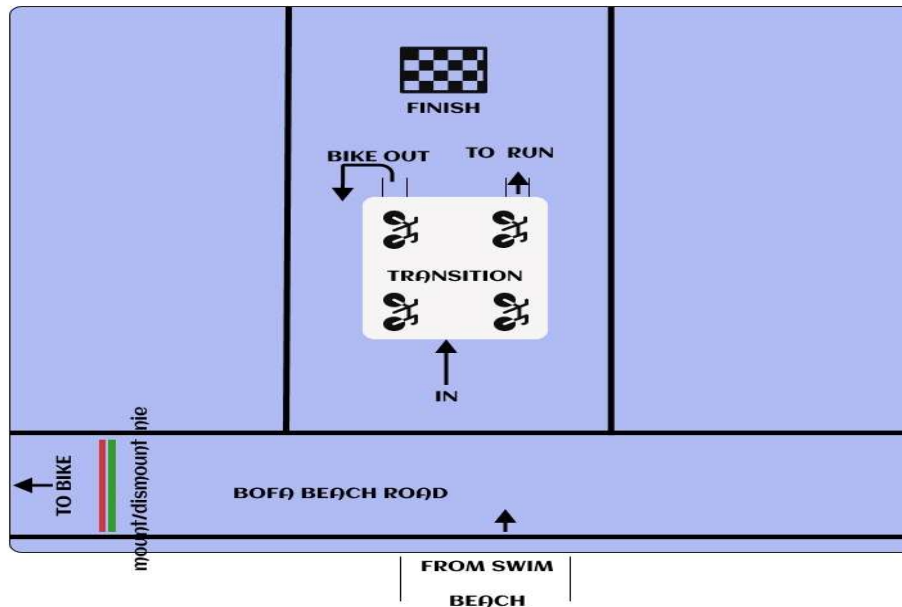 FINISH
BIKE OUT
TO RUN
TRANSITION
IN
TO BIKE
mount/dismount nie
BOFA BEACH ROAD
FROM SWIM
BEACH